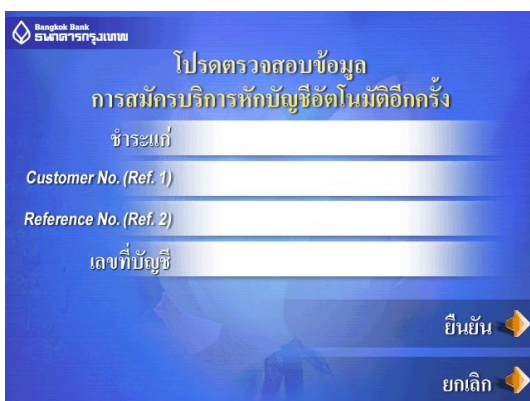 Bangkok Bank
ธนาคารกรุงเทพ
โปรดตรวจสอบข้อมูล
การสมัครบริการหักบัญชีอัตโนมัติอีกครั้ง
ชำระแก่
Customer No. (Ref. 1)
Reference No. (Ref. 2)
เลขที่บัญชี
ยืนยัน
ยกเลิก